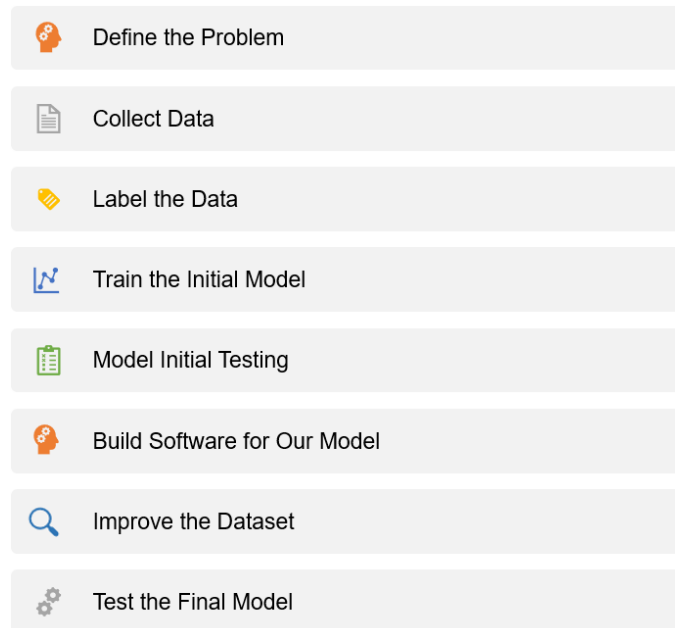 Define the Problem
Collect Data
Label the Data
Train the Initial Model
Model Initial Testing
Build Software for Our Model
Improve the Dataset
Test the Final Model